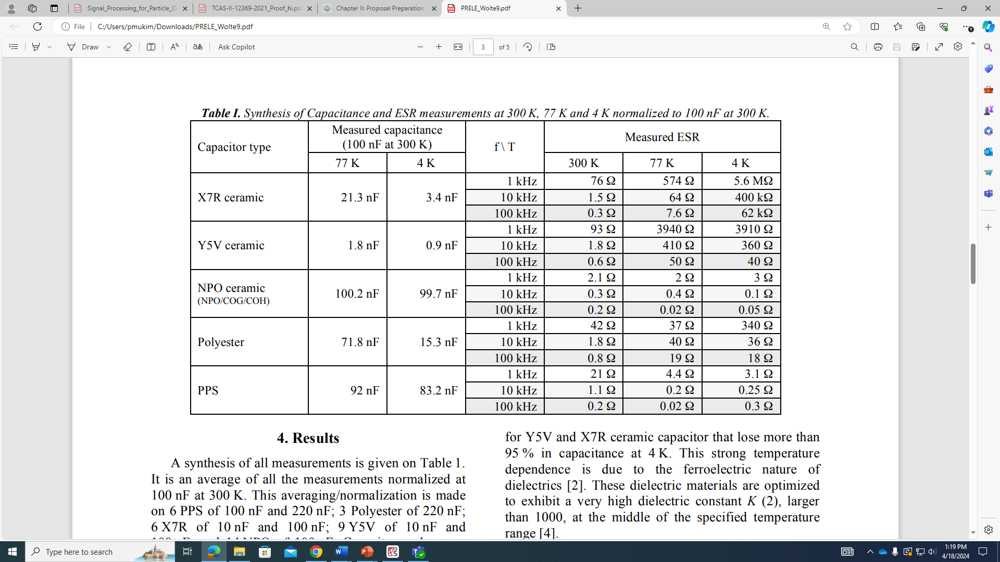 Signal_Processing_for_Particle_D
TCAS-II-12369-2021_Proof_hi.pd
Chapter II: Proposal Preparation
PRELE_Wolte9.pdf
File
C:/Users/pmukim/Downloads/PRELE_Wolte9.pdf
Draw
Ask Copilot
3 of 5
Table I. Synthesis of Capacitance and ESR measurements at 300 K, 77 K and 4 K normalized to 100 nF at 300 K.
Capacitor type
Measured capacitance
(100 nF at 300 K)
f \ T
Measured ESR
77 K 4 K 300 K 77 K 4 K
X7R ceramic 21.3 nF 3.4 nF
1 kHz 76 Ω 574 Ω 5.6 MΩ
10 kHz 1.5 Ω 64 Ω 400 kΩ
100 kHz 0.3 Ω 7.6 Ω 62 kΩ
Y5V ceramic 1.8 nF 0.9 nF
1 kHz 93 Ω 3940 Ω 3910 Ω
10 kHz 1.8 Ω 410 Ω 360 Ω
100 kHz 0.6 Ω 50 Ω 40 Ω
NPO ceramic
(NPO/COG/COH)
100.2 nF 99.7 nF
1 kHz 2.1 Ω 2 Ω 3 Ω
10 kHz 0.3 Ω 0.4 Ω 0.1 Ω
100 kHz 0.2 Ω 0.02 Ω 0.05 Ω
Polyester 71.8 nF 15.3 nF
1 kHz 42 Ω 37 Ω 340 Ω
10 kHz 1.8 Ω 40 Ω 36 Ω
100 kHz 0.8 Ω 19 Ω 18 Ω
PPS 92 nF 83.2 nF
1 kHz 21 Ω 4.4 Ω 3.1 Ω
10 kHz 1.1 Ω 0.2 Ω 0.25 Ω
100 kHz 0.2 Ω 0.02 Ω 0.3 Ω
4. Results
A synthesis of all measurements is given on Table 1.
It is an average of all the measurements normalized at
100 nF at 300 K. This averaging/normalization is made
on 6 PPS of 100 nF and 220 nF; 3 Polyester of 220 nF;
6 X7R of 10 nF and 100 nF; 9 Y5V of 10 nF and
for Y5V and X7R ceramic capacitor that lose more than
95 % in capacitance at 4 K. This strong temperature
dependence is due to the ferroelectric nature of
dielectrics [2]. These dielectric materials are optimized
to exhibit a very high dielectric constant K (2), larger
than 1000, at the middle of the specified temperature
range [4].
Type here to search
1:19 PM
4/18/2024